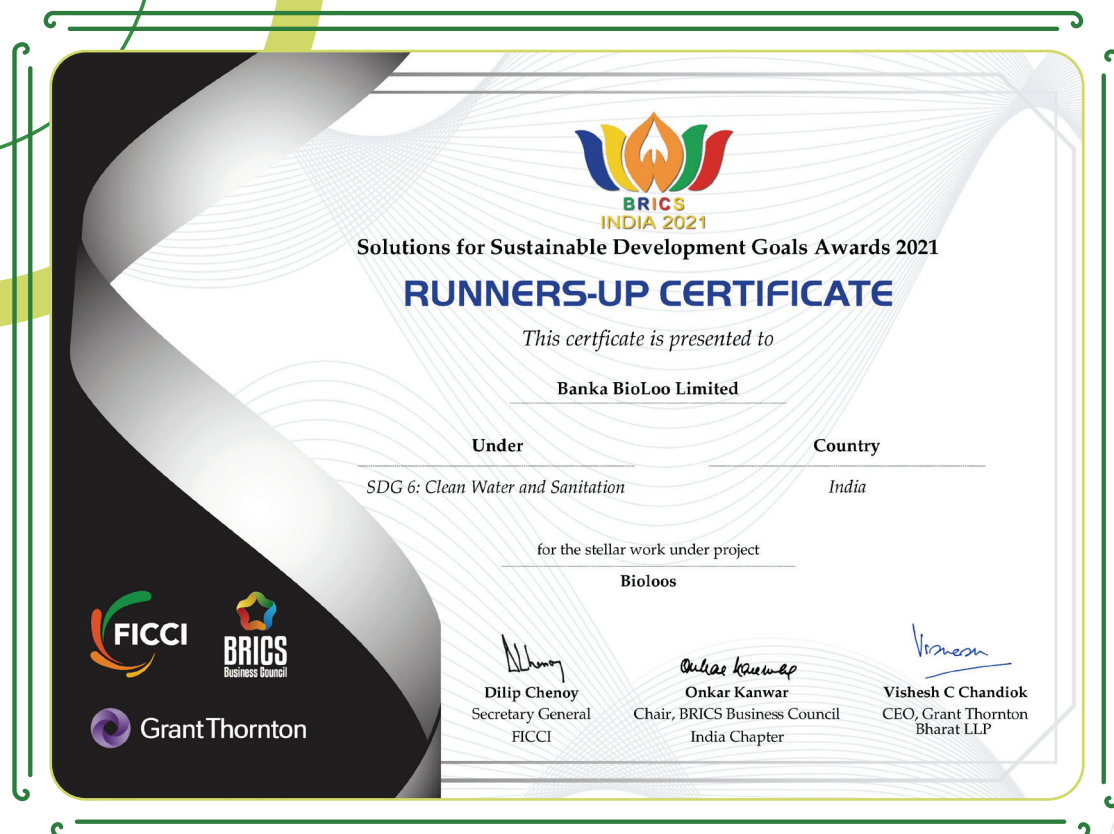 BRICS
INDIA 2021
Solutions for Sustainable Development Goals Awards 2021
RUNNERS-UP CERTIFICATE
This certficate is presented to
Banka BioLoo Limited
Under
Country
SDG 6: Clean Water and Sanitation
India
for the stellar work under project
Bioloos
FICCI
BRICS
Business Council
Grant Thornton
Dilip Chenoy
Secretary General
FICCI
Onkar Kanwar
Chair, BRICS Business Council
India Chapter
Vishesh C Chandiok
CEO, Grant Thornton
Bharat LLP